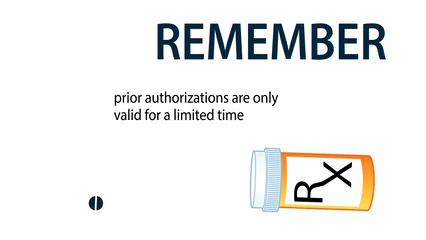 REMEMBER
prior authorizations are only
valid for a limited time
Rx